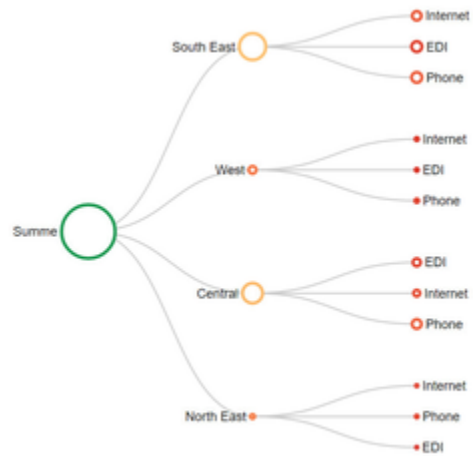 Summe
South East
Internet
EDI
Phone
West
Internet
EDI
Phone
Central
EDI
Internet
Phone
North East
Internet
Phone
EDI